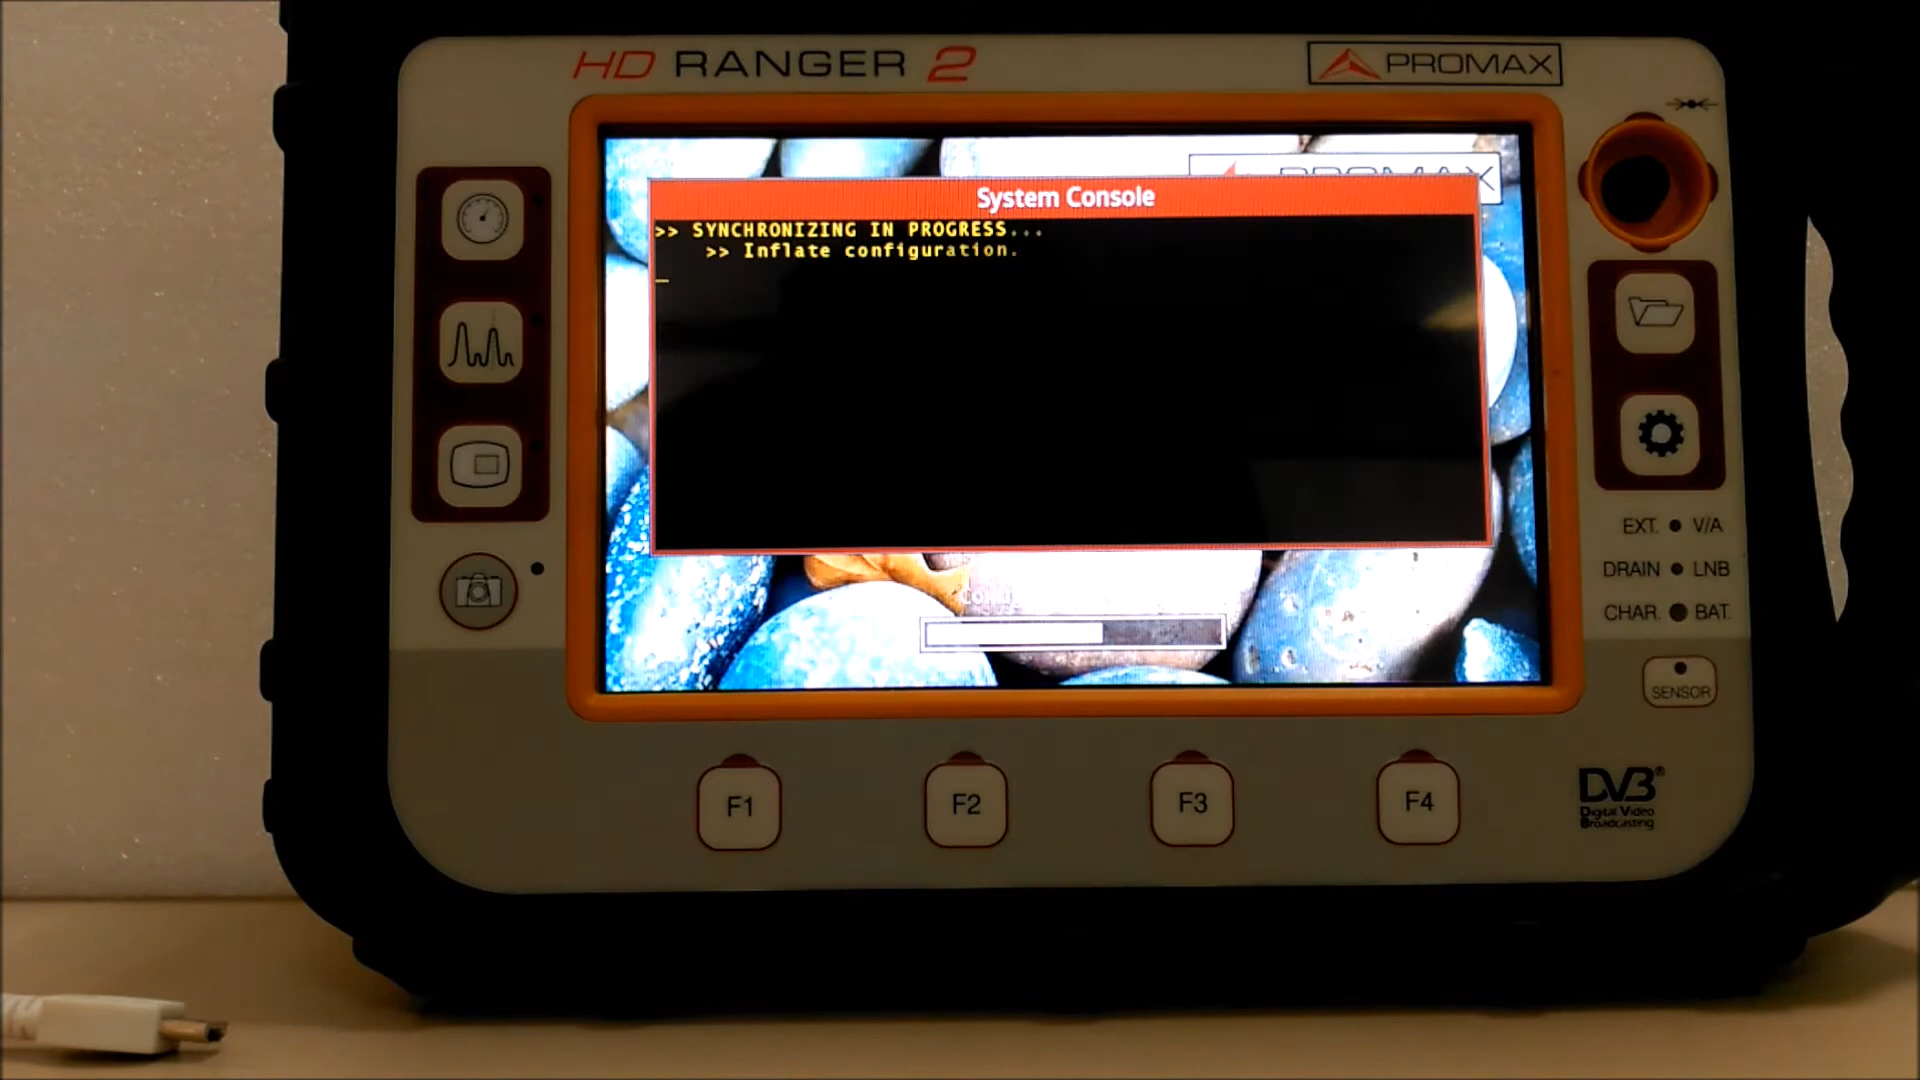 HD RANGER 2
PROMAX
PROMAX
System Console
>> SYNCHRONIZING IN PROGRESS...
>> Inflate configuration.
EXT. V/A
DRAIN LNB
CHAR. BAT.
SENSOR
F1
F2
F3
F4
DVB®
Digital Video
Broadcasting